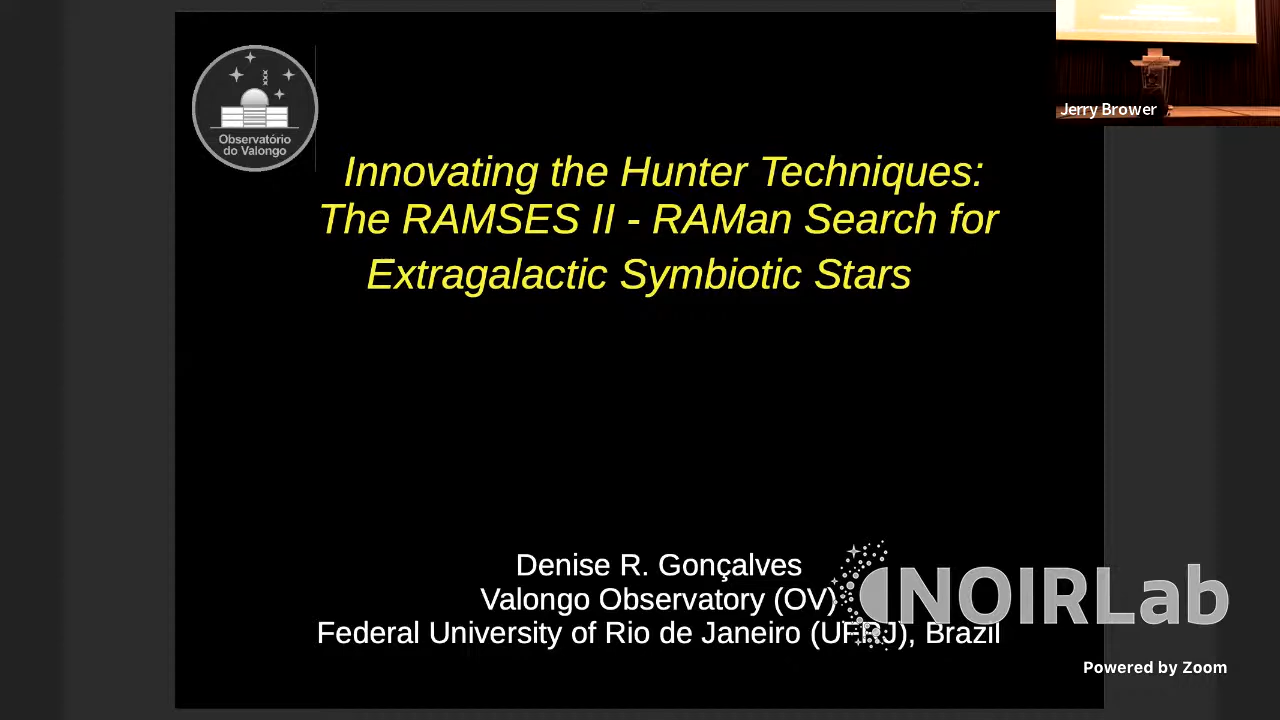 Observatório
do Valongo
Jerry Brower
Innovating the Hunter Techniques:
The RAMSES II - RAMan Search for
Extragalactic Symbiotic Stars
Denise R. Gonçalves
Valongo Observatory (OV)
Federal University of Rio de Janeiro (UFRJ), Brazil
NOIRLab
Powered by Zoom